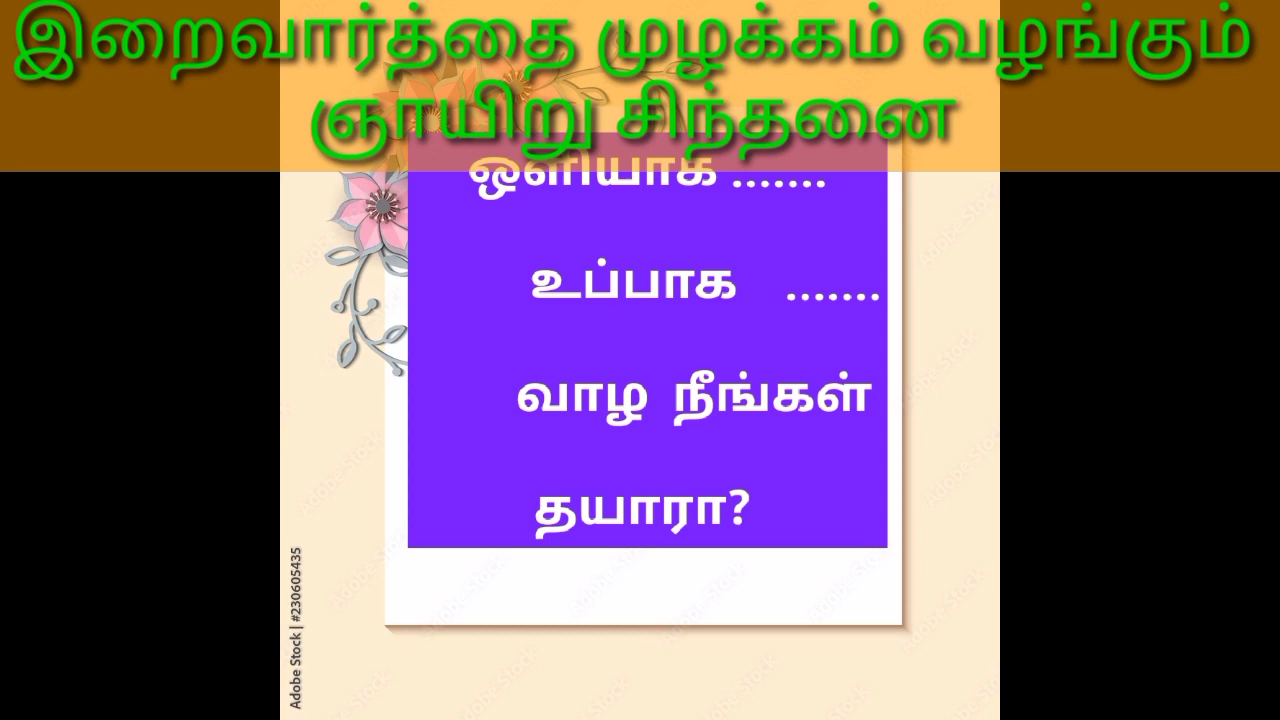 இறைவார்த்தை முழக்கம் வழங்கும்
ஞாயிறு சிந்தனை
ஒளியாக .......
உப்பாக .......
வாழ நீங்கள்
தயாரா?
Adobe Stock | #230605435